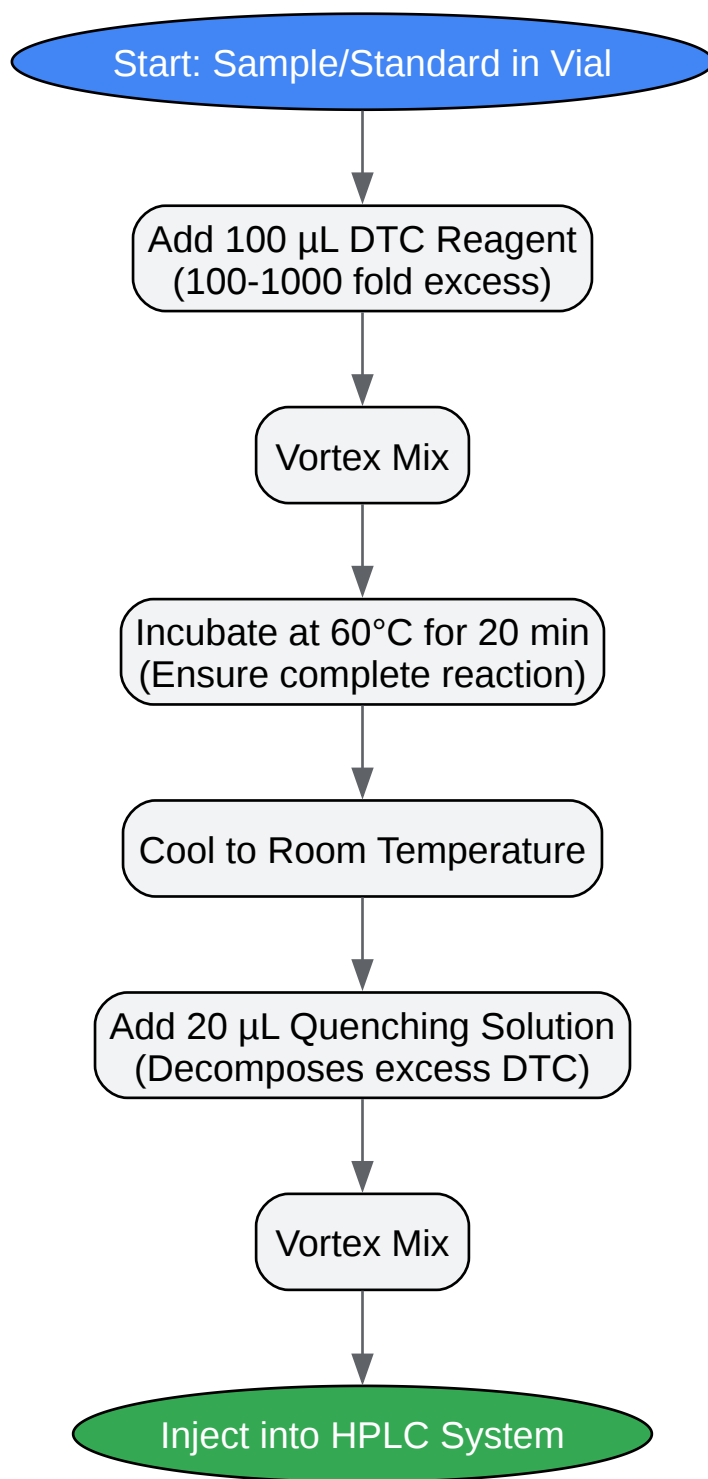 Start: Sample/Standard in Vial
Add 100 µL DTC Reagent
(100-1000 fold excess)
Vortex Mix
Incubate at 60°C for 20 min
(Ensure complete reaction)
Cool to Room Temperature
Add 20 µL Quenching Solution
(Decomposes excess DTC)
Vortex Mix
Inject into HPLC System